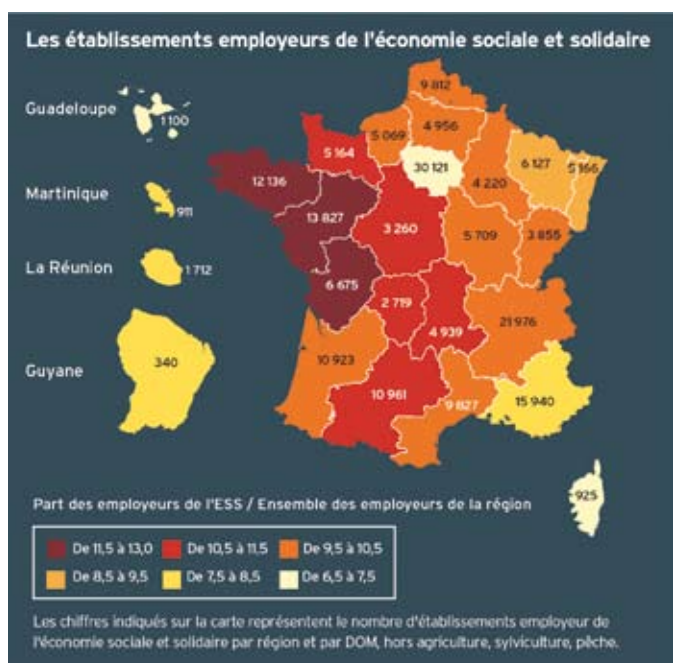 Les établissements employeurs de l'économie sociale et solidaire
9 812
Guadeloupe
1 100
5 069
4 956
5 164
30 121
6 127
5 166
12 136
4 220
Martinique
911
13 827
3 260
5 709
3 855
La Réunion
1 712
6 675
2 719
4 939
21 976
Guyane
340
10 923
10 961
9 827
15 940
925
Part des employeurs de l'ESS / Ensemble des employeurs de la région
De 11,5 à 13,0
De 10,5 à 11,5
De 9,5 à 10,5
De 8,5 à 9,5
De 7,5 à 8,5
De 6,5 à 7,5
Les chiffres indiqués sur la carte représentent le nombre d'établissements employeur de
l'économie sociale et solidaire par région et par DOM, hors agriculture, sylviculture, pêche.